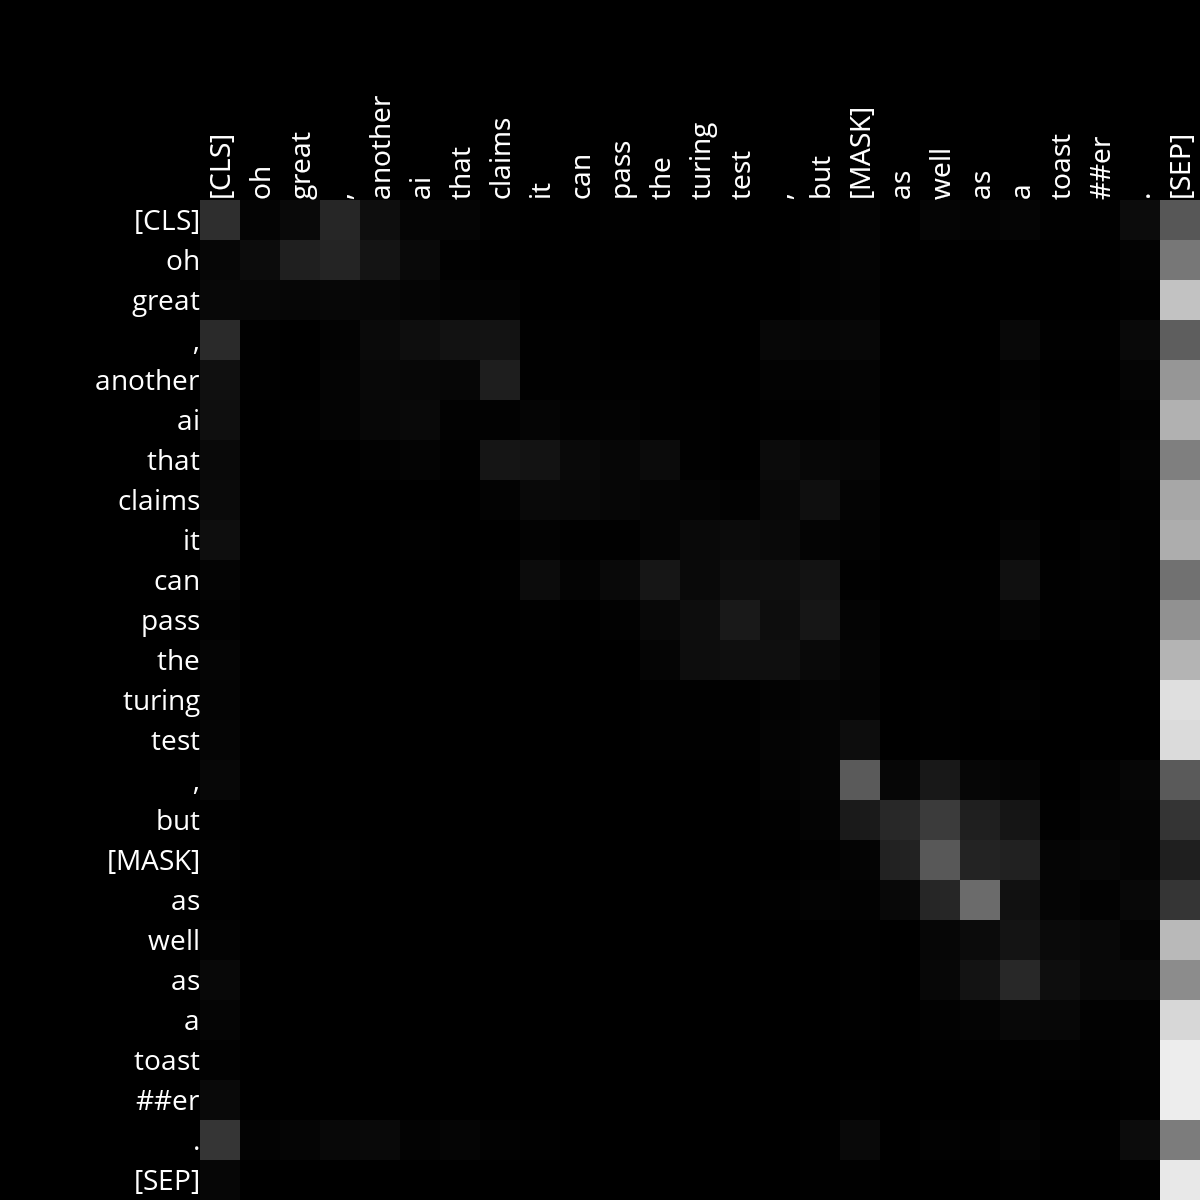 [CLS] oh great , another ai that claims it can pass the turing test , but [MASK] as well as a toast ##er . [SEP]
[CLS]
oh
great
,
another
ai
that
claims
it
can
pass
the
turing
test
,
but
[MASK]
as
well
as
a
toast
##er
.
[SEP]